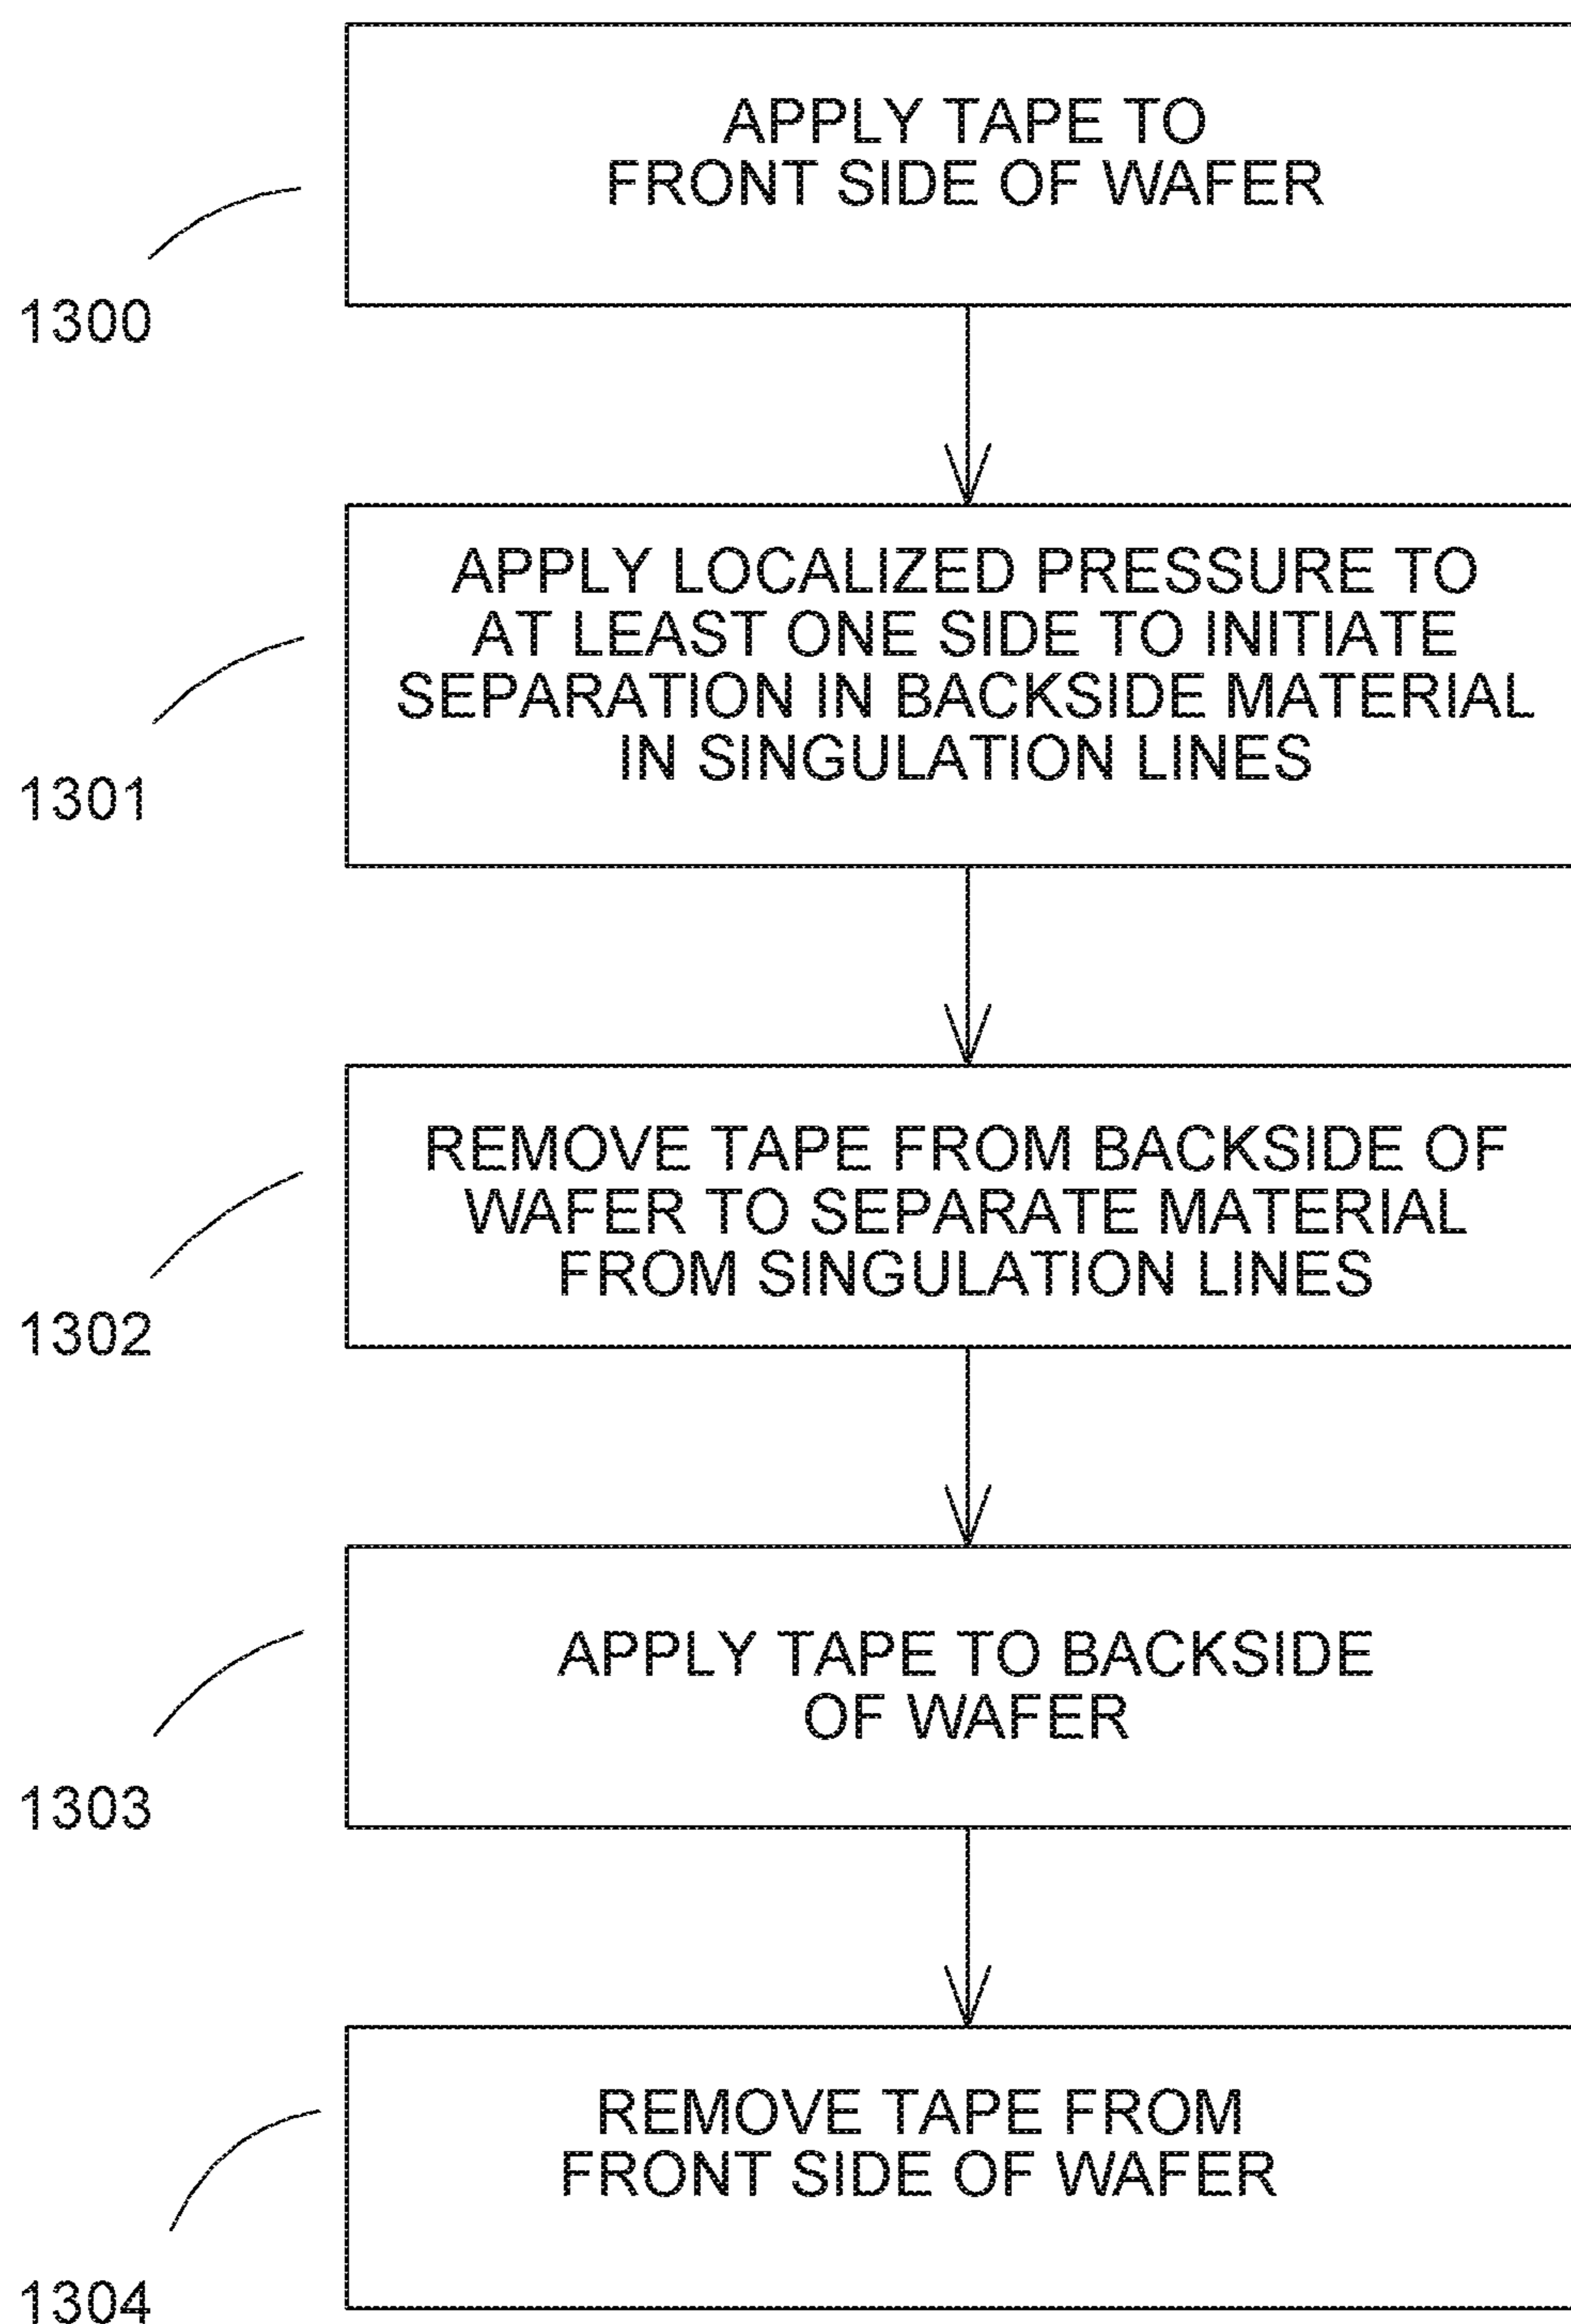 APPLY TAPE TO
FRONT SIDE OF WAFER
1300
APPLY LOCALIZED PRESSURE TO
AT LEAST ONE SIDE TO INITIATE
SEPARATION IN BACKSIDE MATERIAL
IN SINGULATION LINES
1301
REMOVE TAPE FROM BACKSIDE OF
WAFER TO SEPARATE MATERIAL
FROM SINGULATION LINES
1302
APPLY TAPE TO BACKSIDE
OF WAFER
1303
REMOVE TAPE FROM
FRONT SIDE OF WAFER
1304